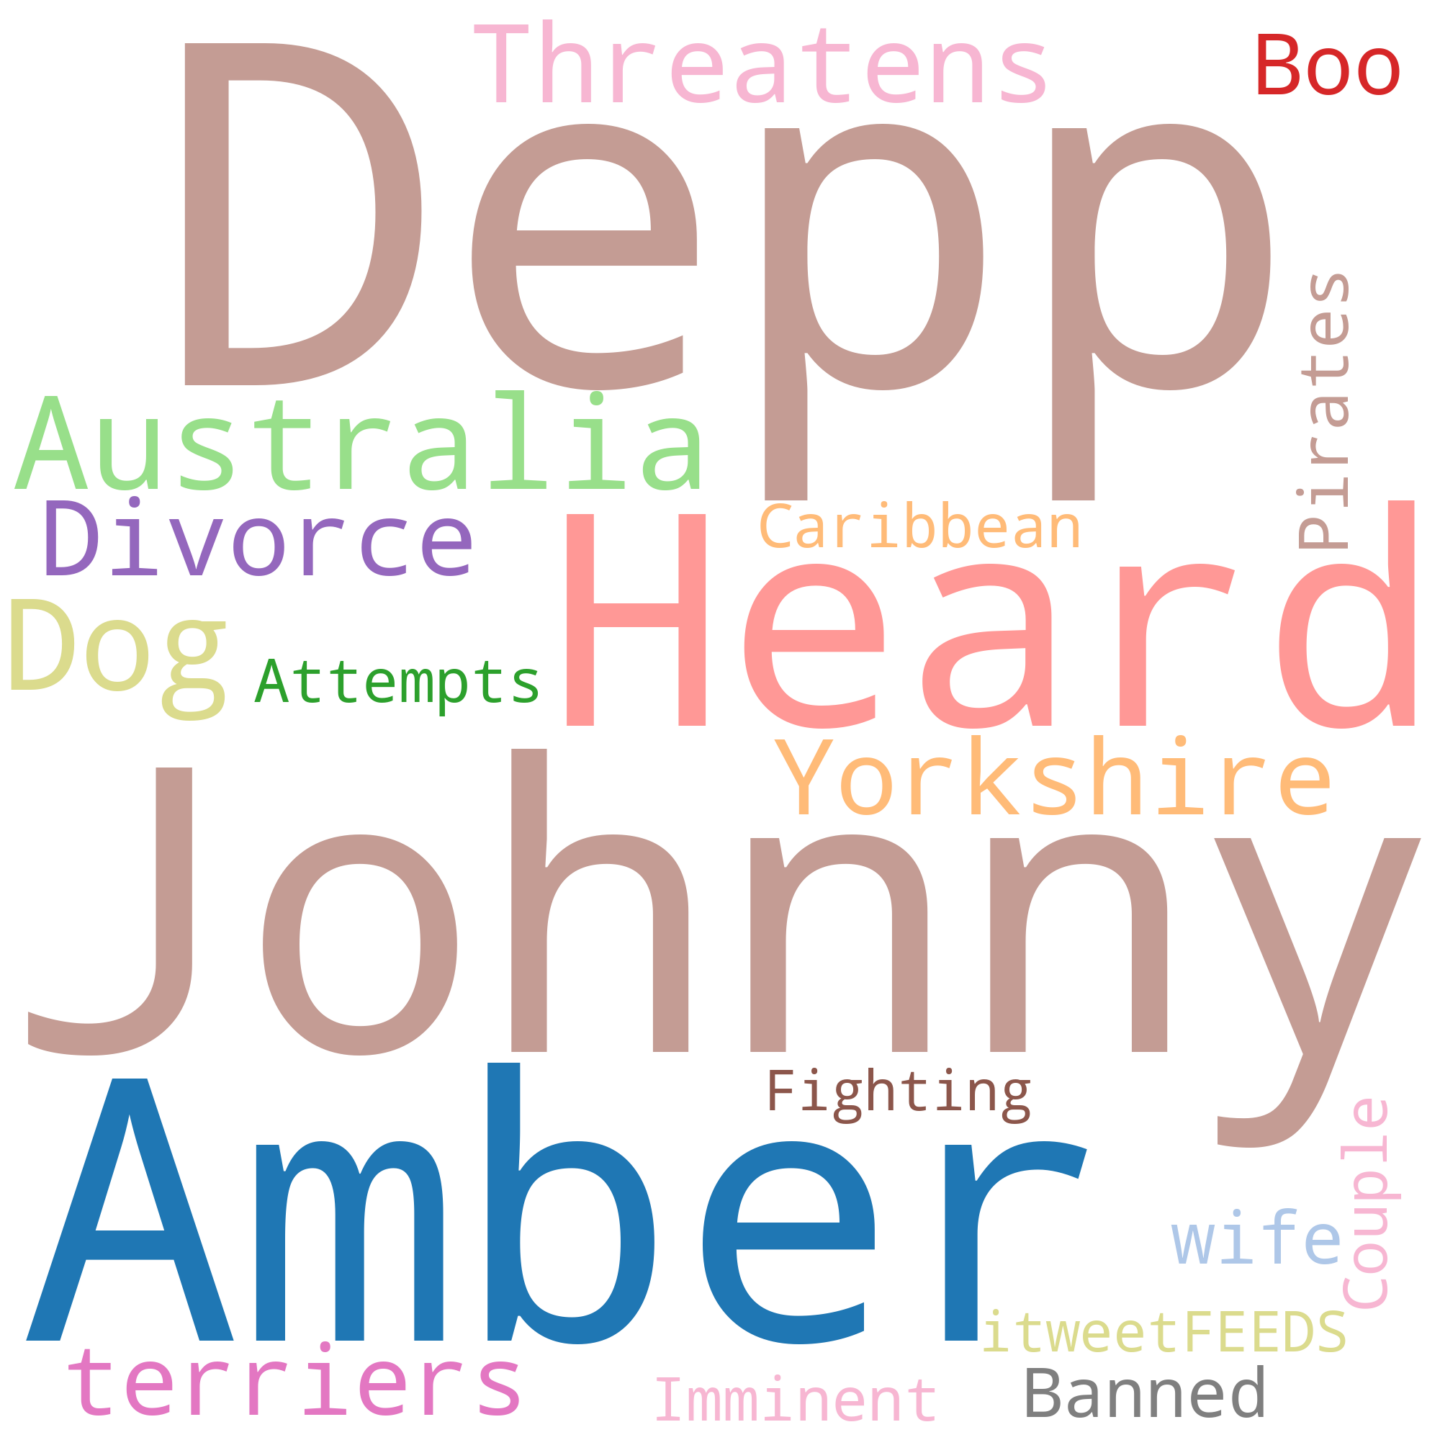 Threatens
Boo
Depp
Pirates
Australia
Divorce
Caribbean
Heard
Dog
Attempts
Yorkshire
Johnny
Amber
Fighting
Couple
wife
itweetFEEDS
terriers
Imminent
Banned